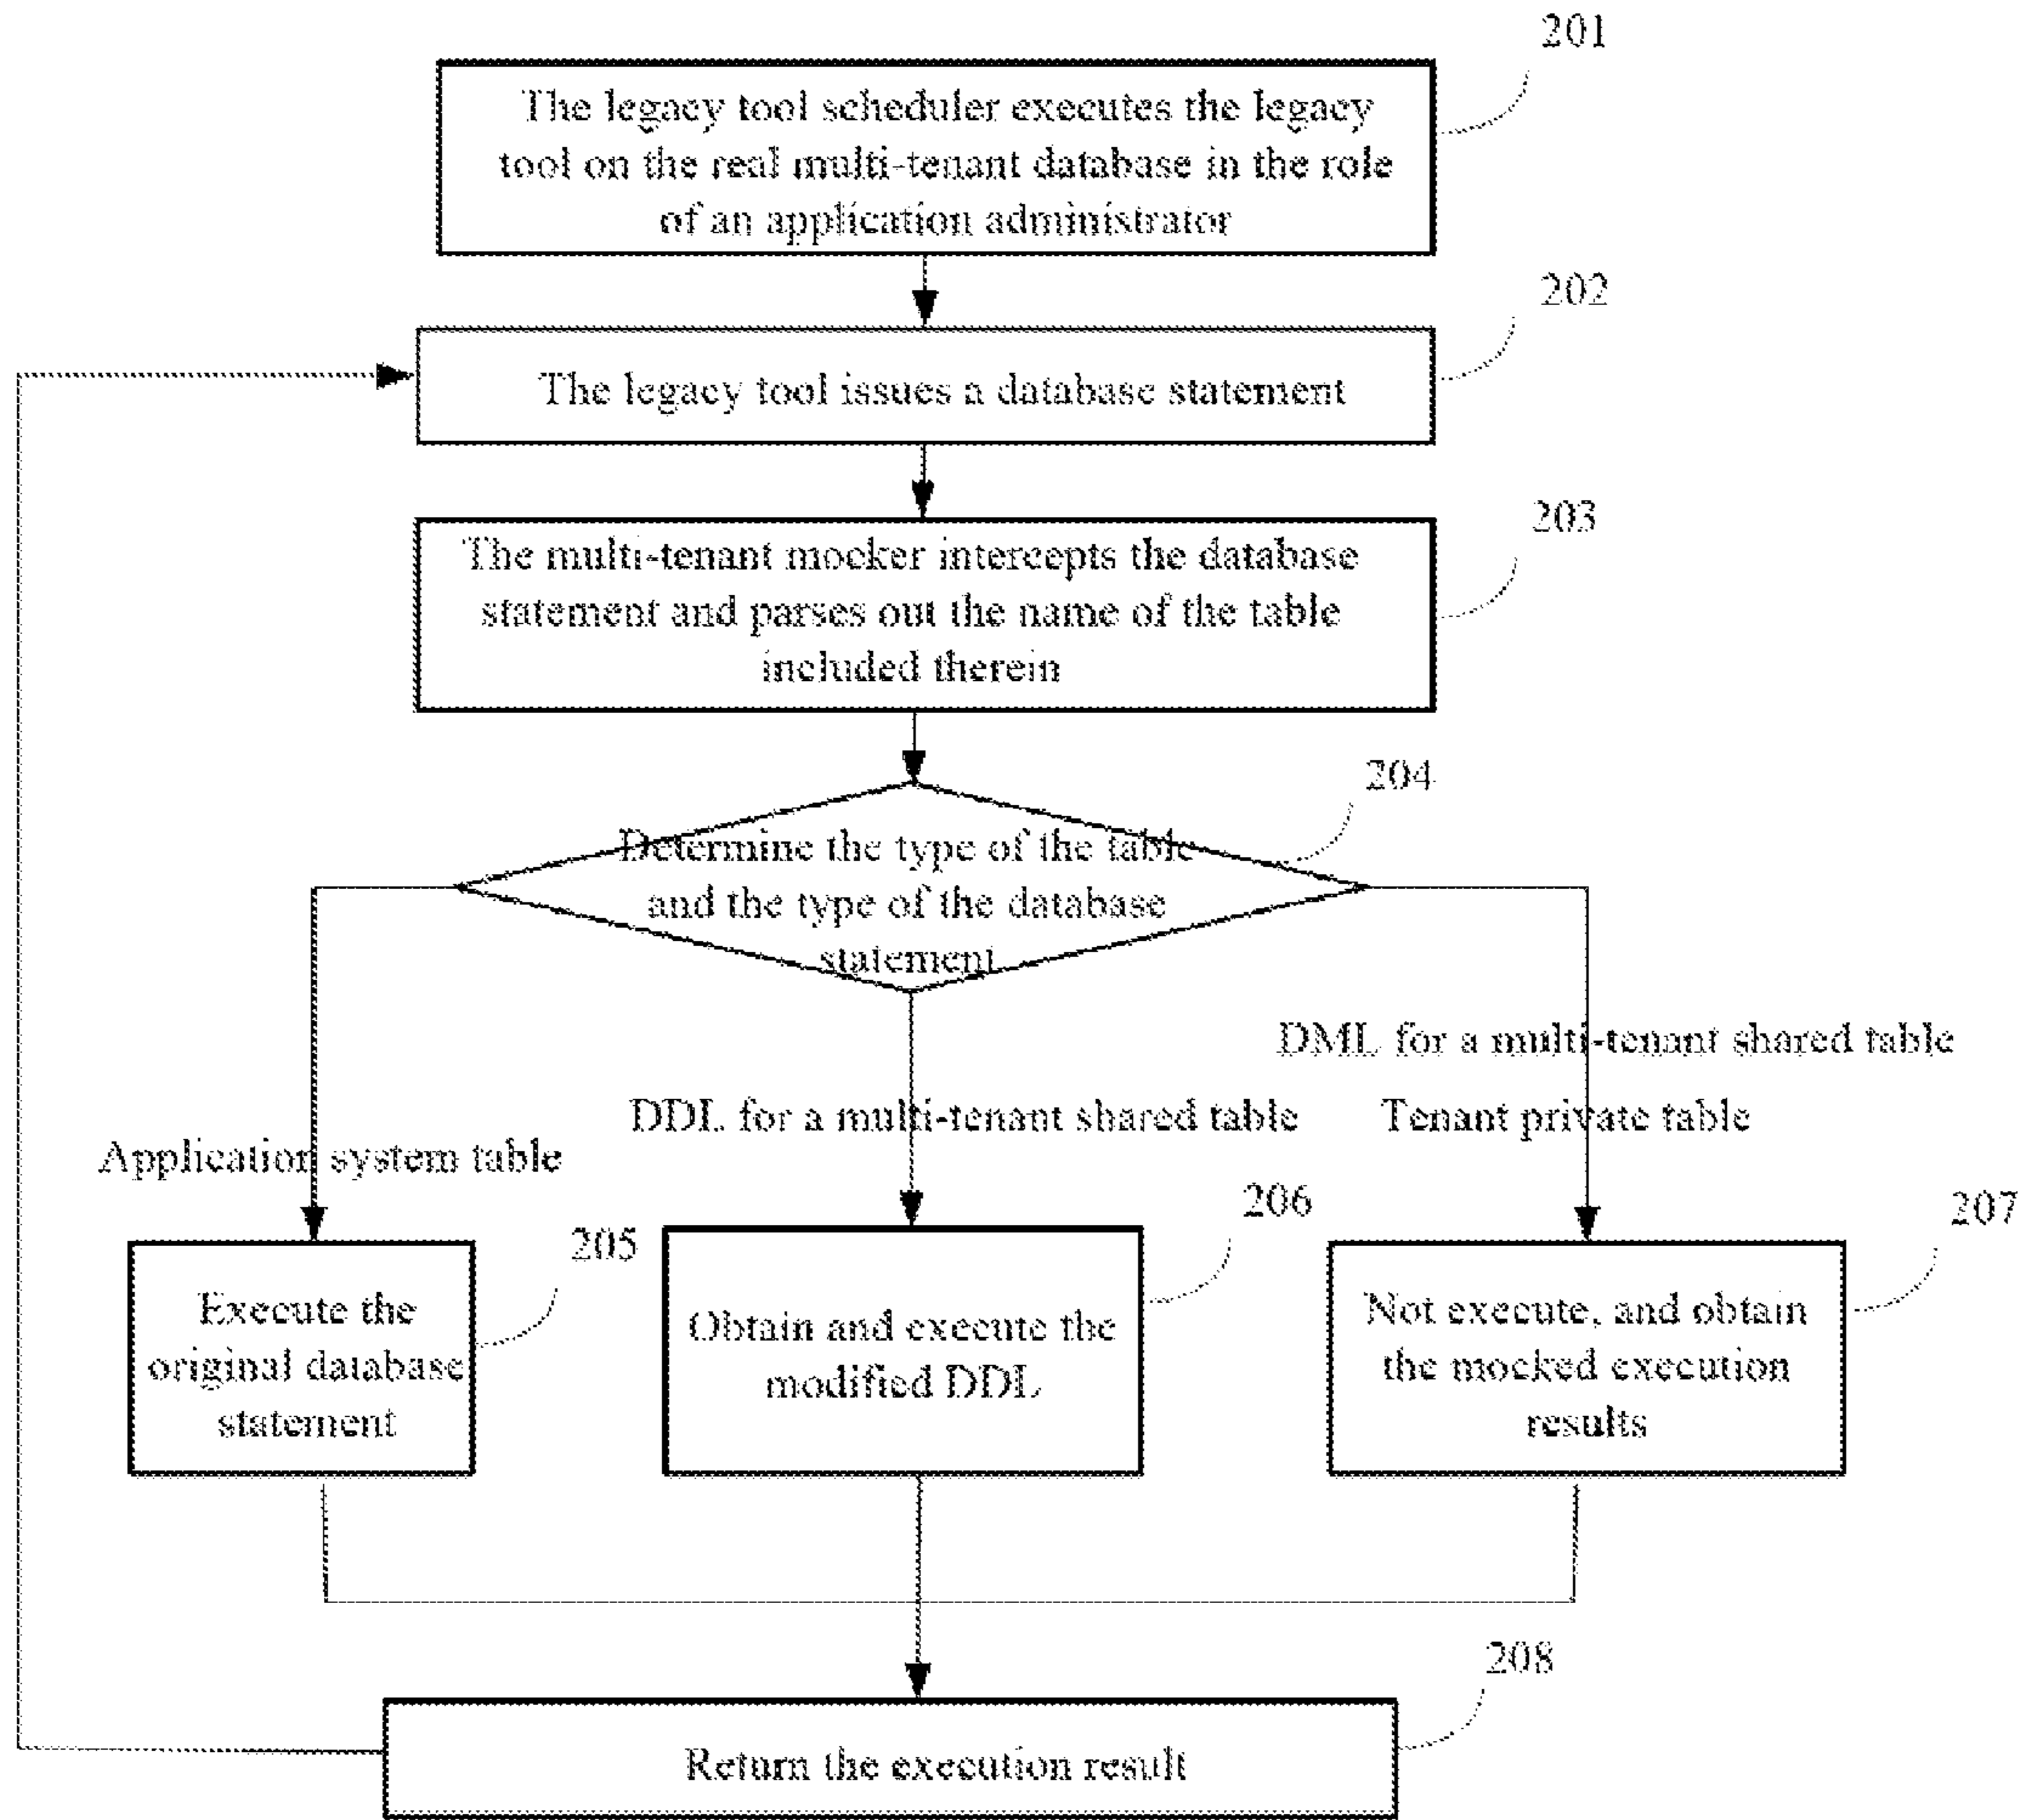 201
The legacy tool scheduler executes the legacy
tool on the real multi-tenant database in the role
of an application administrator
202
The legacy tool issues a database statement
203
The multi-tenant mocker intercepts the database
statement and parses out the name of the table
included therein
204
Determine the type of the table
and the type of the database
statement
DML for a multi-tenant shared table
DDL for a multi-tenant shared table
Tenant private table
Application system table
205
206
207
Execute the
original database
statement
Obtain and execute the
modified DDL
Not execute, and obtain
the mocked execution
results
208
Return the execution result